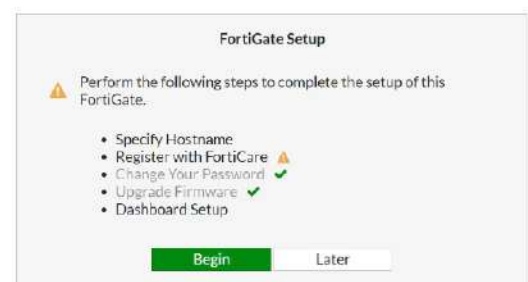 FortiGate Setup
Perform the following steps to complete the setup of this
FortiGate.
• Specify Hostname
• Register with FortiCare
• Change Your Password
• Upgrade Firmware
• Dashboard Setup
Begin
Later